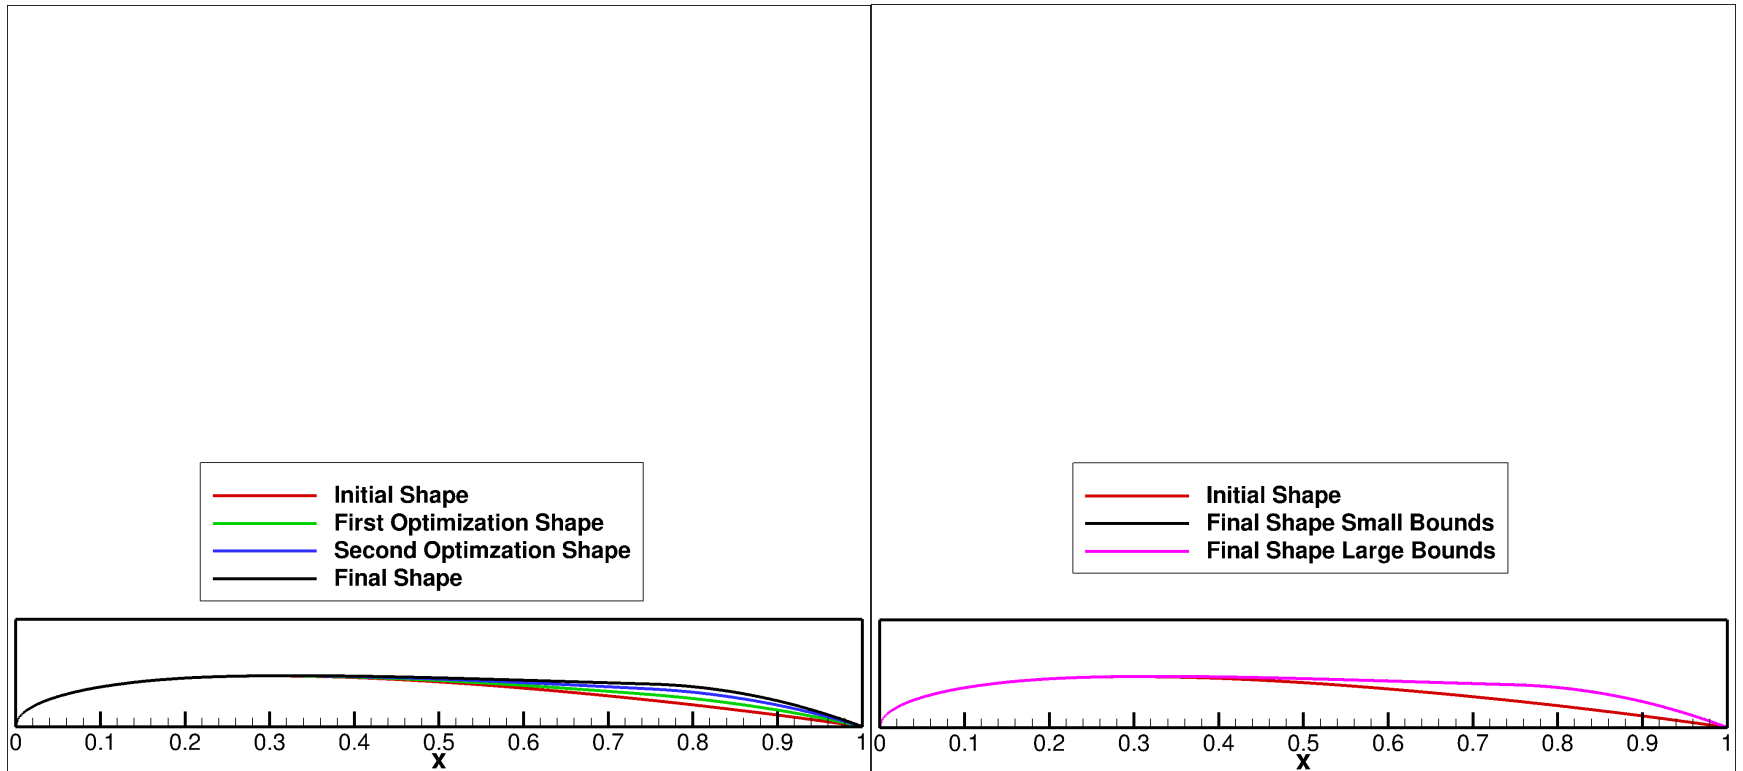 Initial Shape
First Optimization Shape
Second Optimzation Shape
Final Shape
0 0.1 0.2 0.3 0.4 0.5 0.6 0.7 0.8 0.9 1
x
Initial Shape
Final Shape Small Bounds
Final Shape Large Bounds
0 0.1 0.2 0.3 0.4 0.5 0.6 0.7 0.8 0.9 1
x